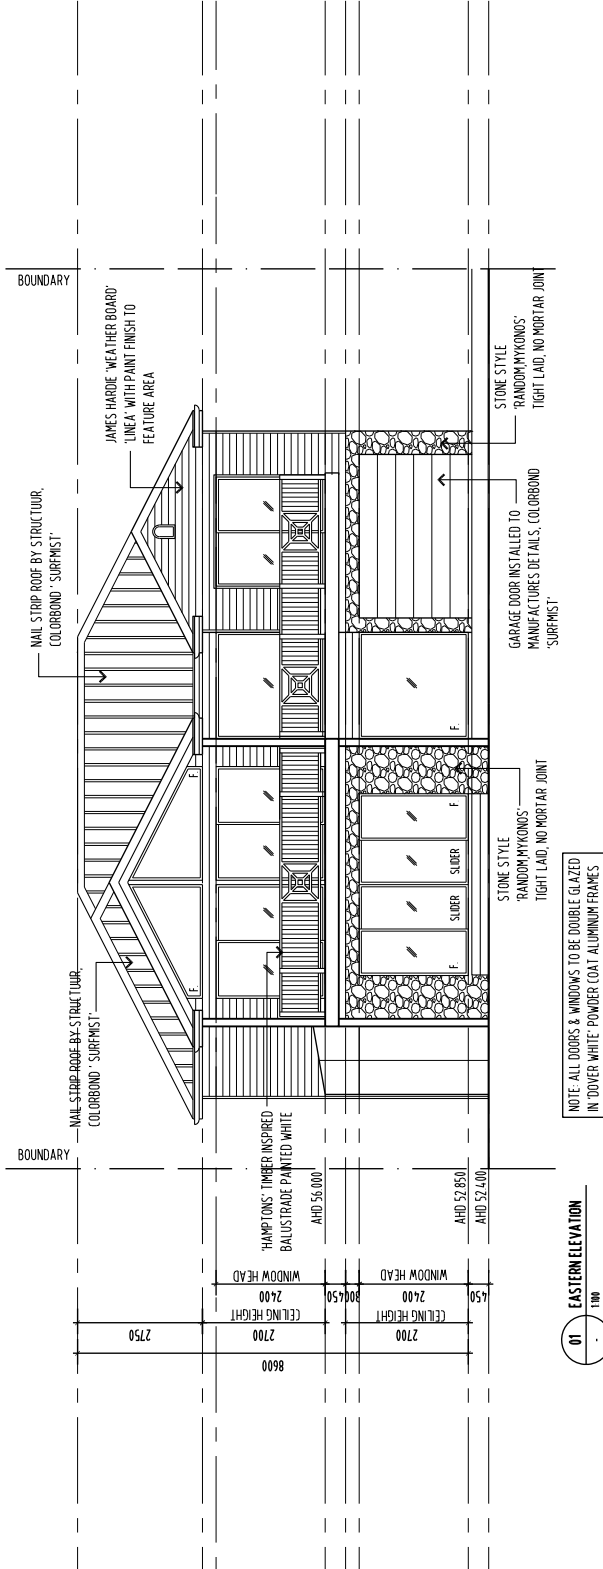 BOUNDARY
BOUNDARY
NAIL STRIP ROOF BY STRUCTUUR,
COLORBOND ' SURFMIST'
NAIL STRIP ROOF BY STRUCTUUR,
COLORBOND ' SURFMIST'
JAMES HARDIE 'WEATHER BOARD'
'LINEA' WITH PAINT FINISH TO
FEATURE AREA
'HAMPTONS' TIMBER INSPIRED
BALUSTRADE PAINTED WHITE
AHD 56.000
AHD 52.850
AHD 52.400
F.
F.
F.
SLIDER
SLIDER
F.
F.
STONE STYLE
'RANDOM,MYKONOS'
TIGHT LAID, NO MORTAR JOINT
GARAGE DOOR INSTALLED TO
MANUFACTURES DETAILS, COLORBOND
'SURFMIST'
STONE STYLE
'RANDOM,MYKONOS'
TIGHT LAID, NO MORTAR JOINT
8600
2750
2700
CEILING HEIGHT
2400
WINDOW HEAD
450
300
2700
CEILING HEIGHT
2400
WINDOW HEAD
450
01
-
EASTERN ELEVATION
1:100
NOTE: ALL DOORS & WINDOWS TO BE DOUBLE GLAZED
IN 'DOVER WHITE' POWDER COAT ALUMINUM FRAMES